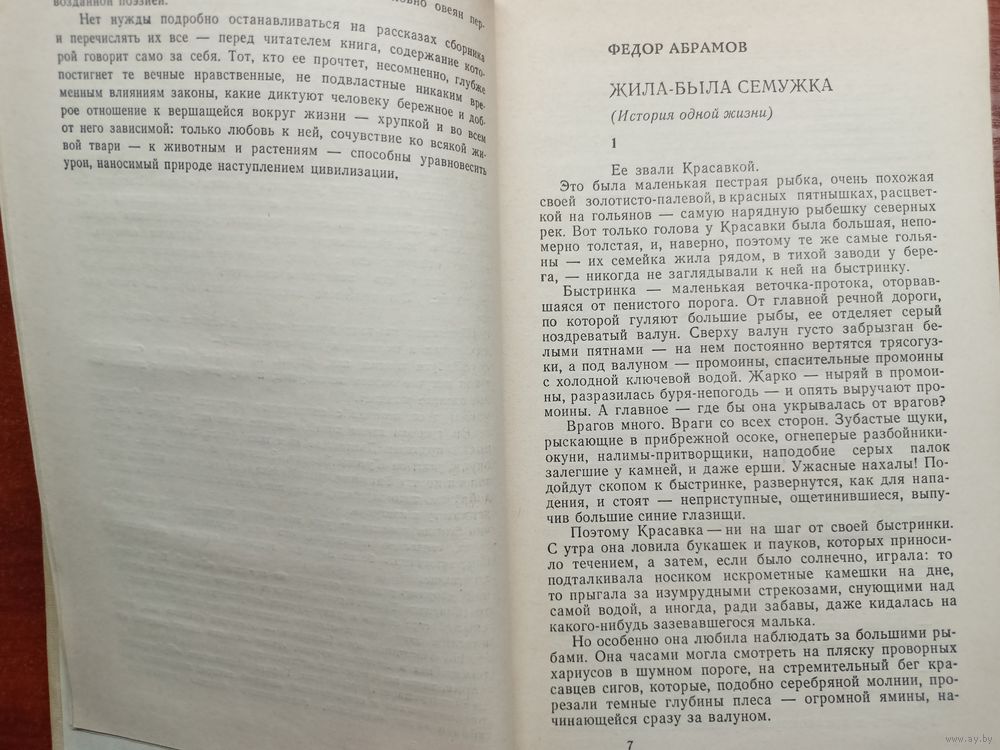 возданной поэзией.
овеян пер-
Нет нужды подробно останавливаться на рассказах сборника
и перечислять их все — перед читателем книга, содержание кото-
рой говорит само за себя. Тот, кто ее прочтет, несомненно, глубже
постигнет те вечные нравственные, не подвластные никаким вре-
менным влияниям законы, какие диктуют человеку бережное и доб-
рое отношение к вершащейся вокруг жизни — хрупкой и во всем
от него зависимой: только любовь к ней, сочувствие ко всякой жи-
вой твари — к животным и растениям — способны уравновесить
урон, наносимый природе наступлением цивилизации.
ФЕДОР АБРАМОВ
ЖИЛА-БЫЛА СЕМУЖКА
(История одной жизни)
1
Ее звали Красавкой.
Это была маленькая пестрая рыбка, очень похожая
своей золотисто-палевой, в красных пятнышках, расцвет-
кой на гольянов — самую нарядную рыбешку северных
рек. Вот только голова у Красавки была большая, непо-
мерно толстая, и, наверно, поэтому те же самые голья-
ны — их семейка жила рядом, в тихой заводи у бере-
га, — никогда не заглядывали к ней на быстринку.
Быстринка — маленькая веточка-протока, оторвав-
шаяся от пенистого порога. От главной речной дороги,
по которой гуляют большие рыбы, ее отделяет серый
ноздреватый валун. Сверху валун густо забрызган бе-
лыми пятнами — на нем постоянно вертятся трясогуз-
ки, а под валуном — промоины, спасительные промоины
с холодной ключевой водой. Жарко — ныряй в промои-
ны, разразилась буря-непогодь — и опять выручают про-
моины. А главное — где бы она укрывалась от врагов?
Врагов много. Враги со всех сторон. Зубастые щуки,
рыскающие в прибрежной осоке, огнеперые разбойники-
окуни, налимы-притворщики, наподобие серых палок
залегшие у камней, и даже ерши. Ужасные нахалы! По-
дойдут скопом к быстринке, развернутся, как для напа-
дения, и стоят — неприступные, ощетинившиеся, выпу-
чив большие синие глазищи.
Поэтому Красавка — ни на шаг от своей быстринки.
С утра она ловила букашек и пауков, которых приноси-
ло течением, а затем, если было солнечно, играла: то
подталкивала носиком искрометные камешки на дне,
то прыгала за изумрудными стрекозами, снующими над
самой водой, а иногда, ради забавы, даже кидалась на
какого-нибудь зазевавшегося малька.
Но особенно она любила наблюдать за большими ры-
бами. Она часами могла смотреть на пляску проворных
хариусов в шумном пороге, на стремительный бег кра-
савцев сигов, которые, подобно серебряной молнии, про-
резали темные глубины плеса — огромной ямины, на-
чинающейся сразу за валуном.
7
www.ay.by